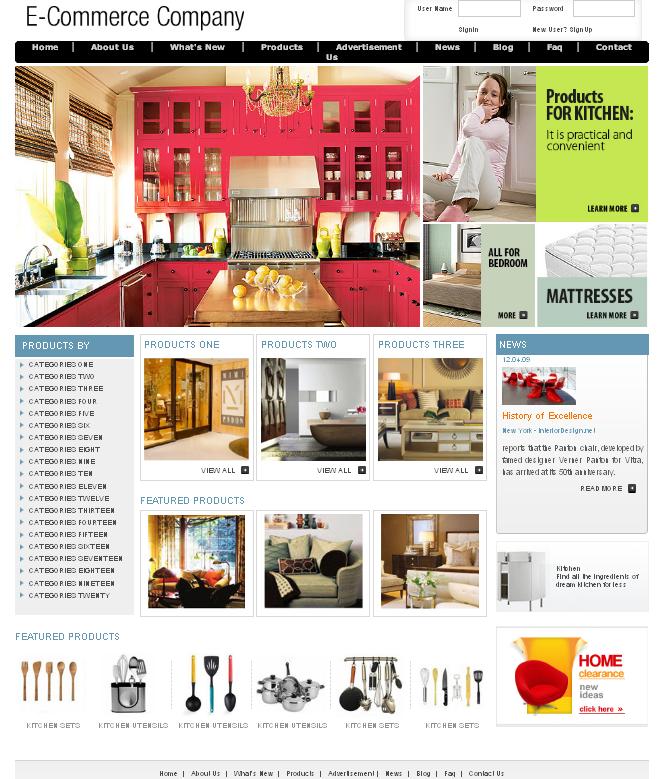 E-Commerce Company
User Name
Password
SignIn
New User? Sign Up
Home | About Us | What's New | Products | Advertisement | News | Blog | Faq | Contact
Us
Products
FOR KITCHEN:
It is practical and
convenient
LEARN MORE
ALL FOR
BEDROOM
MORE
MATTRESSES
LEARN MORE
PRODUCTS BY
CATEGORIES ONE
CATEGORIES TWO
CATEGORIES THREE
CATEGORIES FOUR
CATEGORIES FIVE
CATEGORIES SIX
CATEGORIES SEVEN
CATEGORIES EIGHT
CATEGORIES NINE
CATEGORIES TEN
CATEGORIES ELEVEN
CATEGORIES TWELVE
CATEGORIES THIRTEEN
CATEGORIES FOURTEEN
CATEGORIES FIFTEEN
CATEGORIES SIXTEEN
CATEGORIES SEVENTEEN
CATEGORIES EIGHTEEN
CATEGORIES NINETEEN
CATEGORIES TWENTY
PRODUCTS ONE
VIEW ALL
PRODUCTS TWO
VIEW ALL
PRODUCTS THREE
VIEW ALL
FEATURED PRODUCTS
NEWS
12.04.09
History of Excellence
New York - InteriorDesign.net
reports that the Panton chair, developed by
famed designer Verner Panton for Vitra,
has arrived at its 50th anniversary.
READ MORE
Kitchen
Find all the ingredients of
dream kitchen for less
HOME
clearance
new
ideas
click here »
FEATURED PRODUCTS
KITCHEN SETS
KITCHEN UTENSILS
KITCHEN UTENSILS
KITCHEN UTENSILS
KITCHEN SETS
KITCHEN SETS
Home | About Us | What's New | Products | Advertisement | News | Blog | Faq | Contact Us